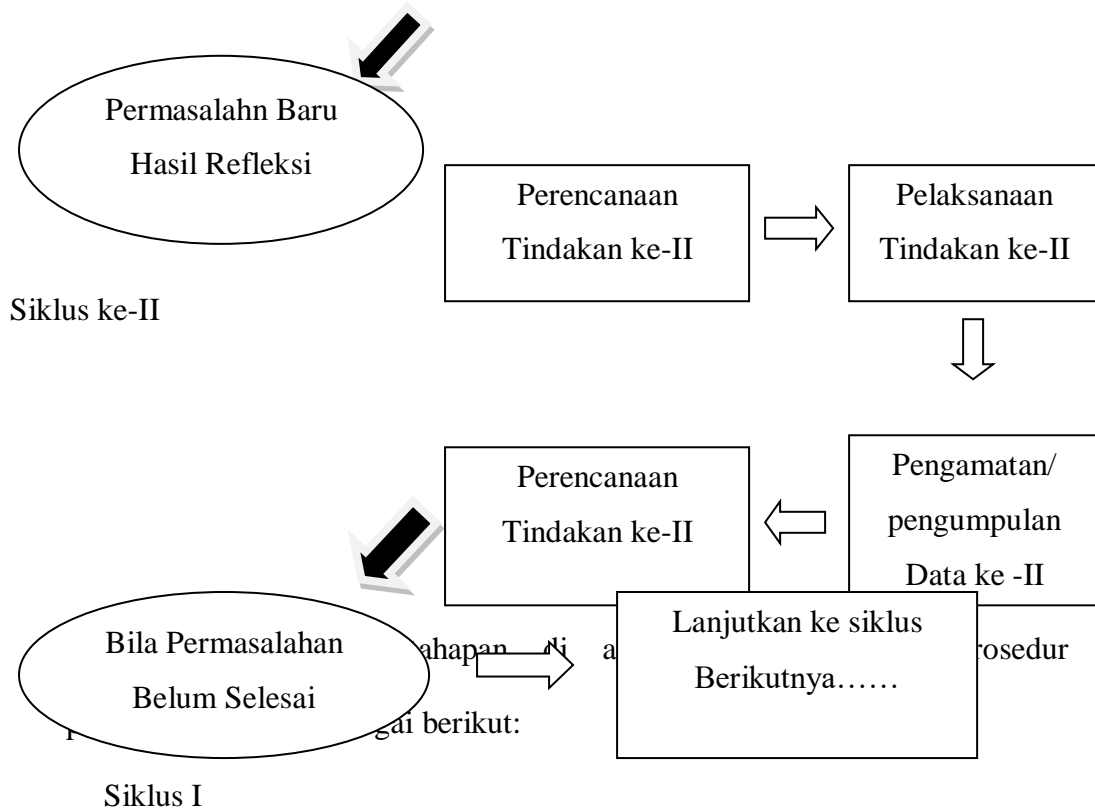 Permasalahn Baru
Hasil Refleksi
Perencanaan
Tindakan ke-II
Pelaksanaan
Tindakan ke-II
Siklus ke-II
Perencanaan
Tindakan ke-II
Pengamatan/
pengumpulan
Data ke -II
Bila Permasalahan
Belum Selesai
Lanjutkan ke siklus
Berikutnya……
di
berikut:
Siklus I